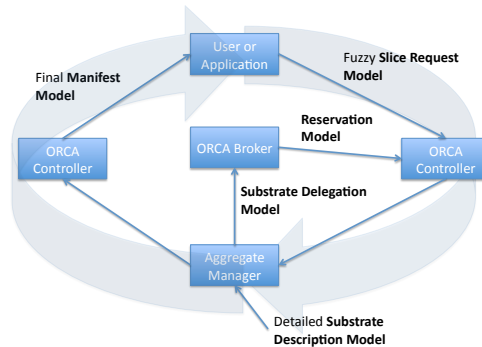 User or
Application
Final Manifest
Model
Fuzzy Slice Request
Model
Reservation
Model
ORCA
Controller
ORCA Broker
ORCA
Controller
Substrate Delegation
Model
Aggregate
Manager
Detailed Substrate
Description Model